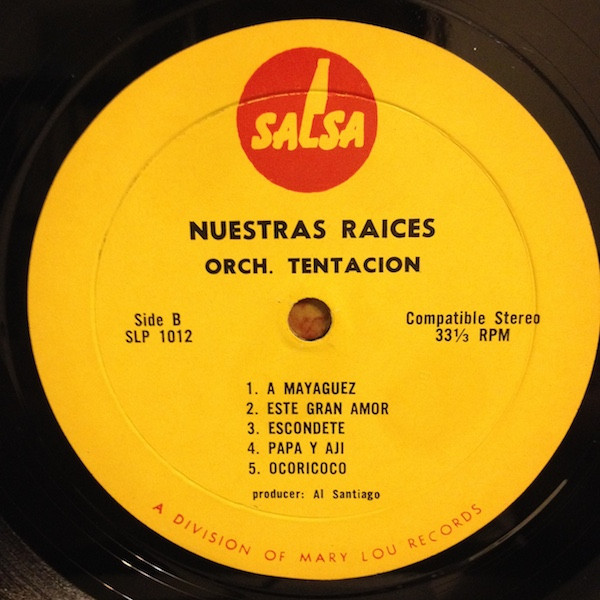 SALSA
NUESTRAS RAICES
ORCH. TENTACION
Side B
SLP 1012
Compatible Stereo
33⅓ RPM
1. A MAYAGUEZ
2. ESTE GRAN AMOR
3. ESCONDETE
4. PAPA Y AJI
5. OCORICOCO
producer: Al Santiago
A DIVISION OF MARY LOU RECORDS